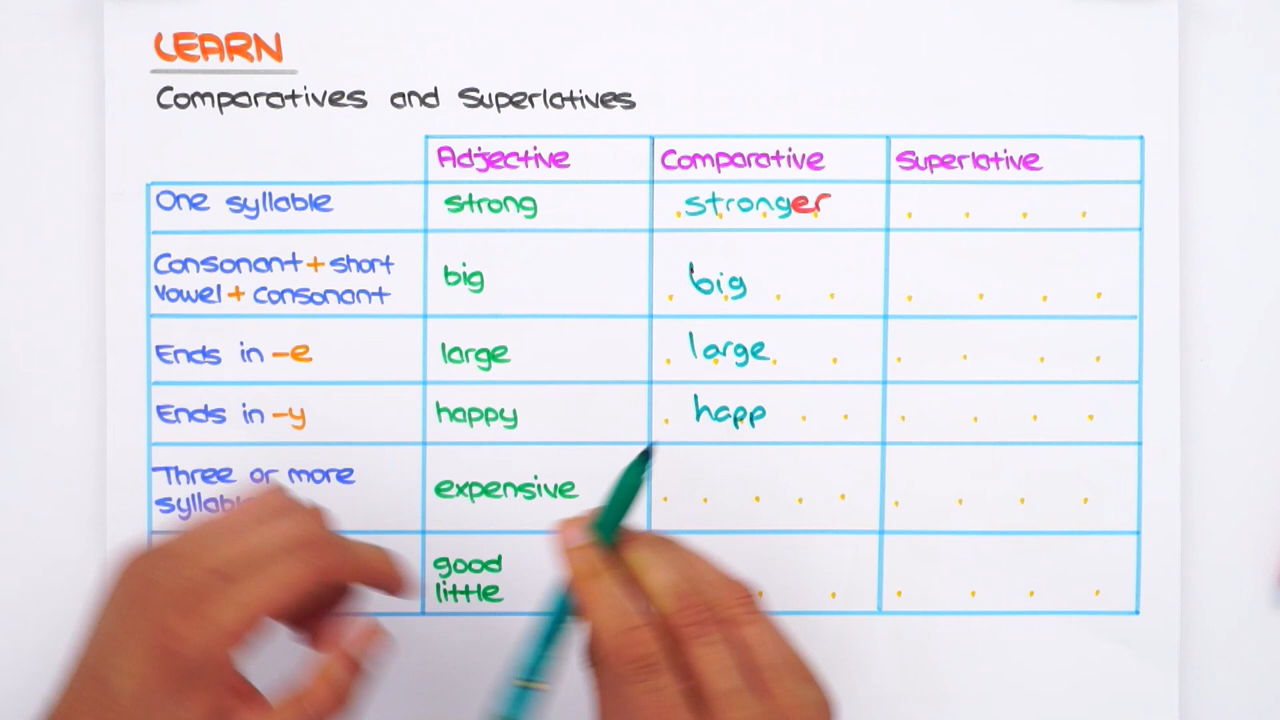 LEARN
Comparatives and Superlatives
Adjective Comparative Superlative
One syllable strong stronger
Consonant + short
vowel + consonant big big
Ends in -e large large
Ends in -y happy happ
Three or more
expensive
good
little